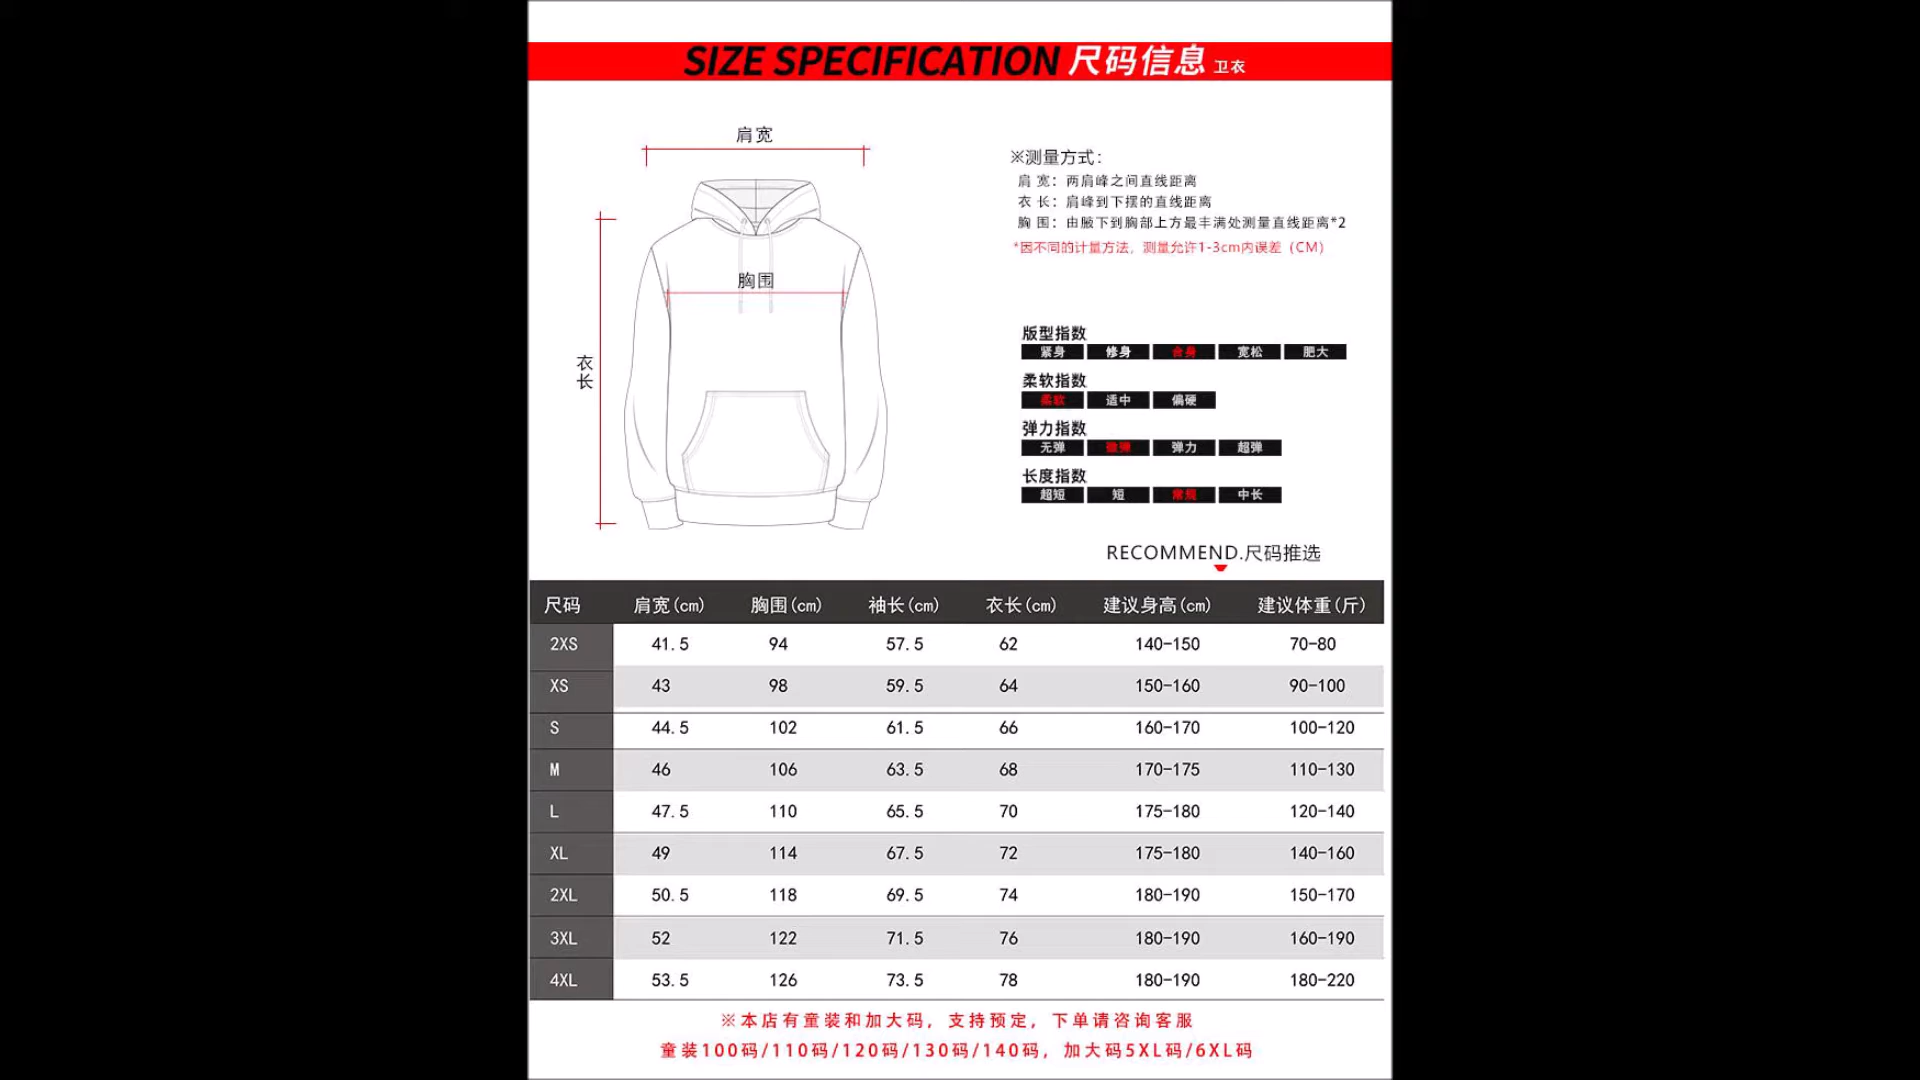 SIZE SPECIFICATION 尺码信息 卫衣
肩宽
胸围
衣长
※测量方式：
肩 宽： 两肩峰之间直线距离
衣 长： 肩峰到下摆的直线距离
胸 围： 由腋下到胸部上方最丰满处测量直线距离*2
*因不同的计量方法，测量允许1-3cm内误差（CM）
版型指数
紧身 修身 合身 宽松 肥大
柔软指数
柔软 适中 偏硬
弹力指数
无弹 微弹 弹力 超弹
长度指数
超短 短 常规 中长
RECOMMEND.尺码推选
尺码 肩宽(cm) 胸围(cm) 袖长(cm) 衣长(cm) 建议身高(cm) 建议体重(斤)
2XS 41.5 94 57.5 62 140-150 70-80
XS 43 98 59.5 64 150-160 90-100
S 44.5 102 61.5 66 160-170 100-120
M 46 106 63.5 68 170-175 110-130
L 47.5 110 65.5 70 175-180 120-140
XL 49 114 67.5 72 175-180 140-160
2XL 50.5 118 69.5 74 180-190 150-170
3XL 52 122 71.5 76 180-190 160-190
4XL 53.5 126 73.5 78 180-190 180-220
※本店有童装和加大码，支持预定，下单请咨询客服
童装100码/110码/120码/130码/140码，加大码5XL码/6XL码